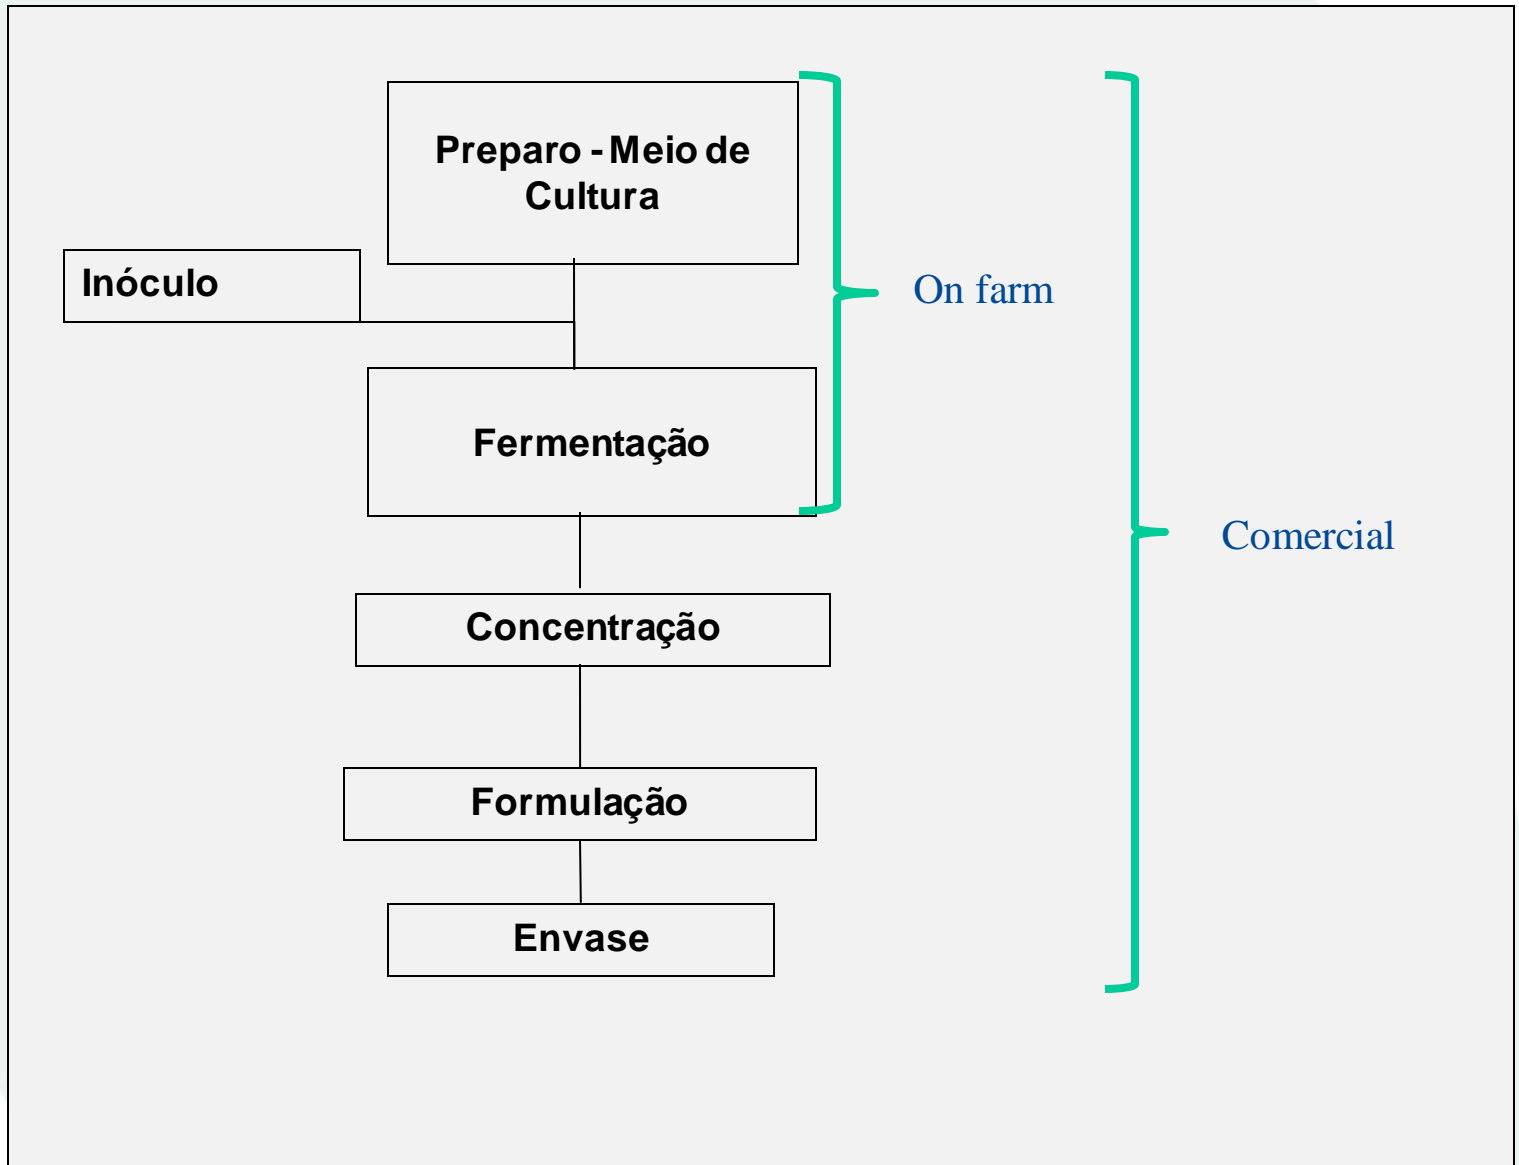 Preparo - Meio de
Cultura
Inóculo
On farm
Fermentação
Comercial
Concentração
Formulação
Envase